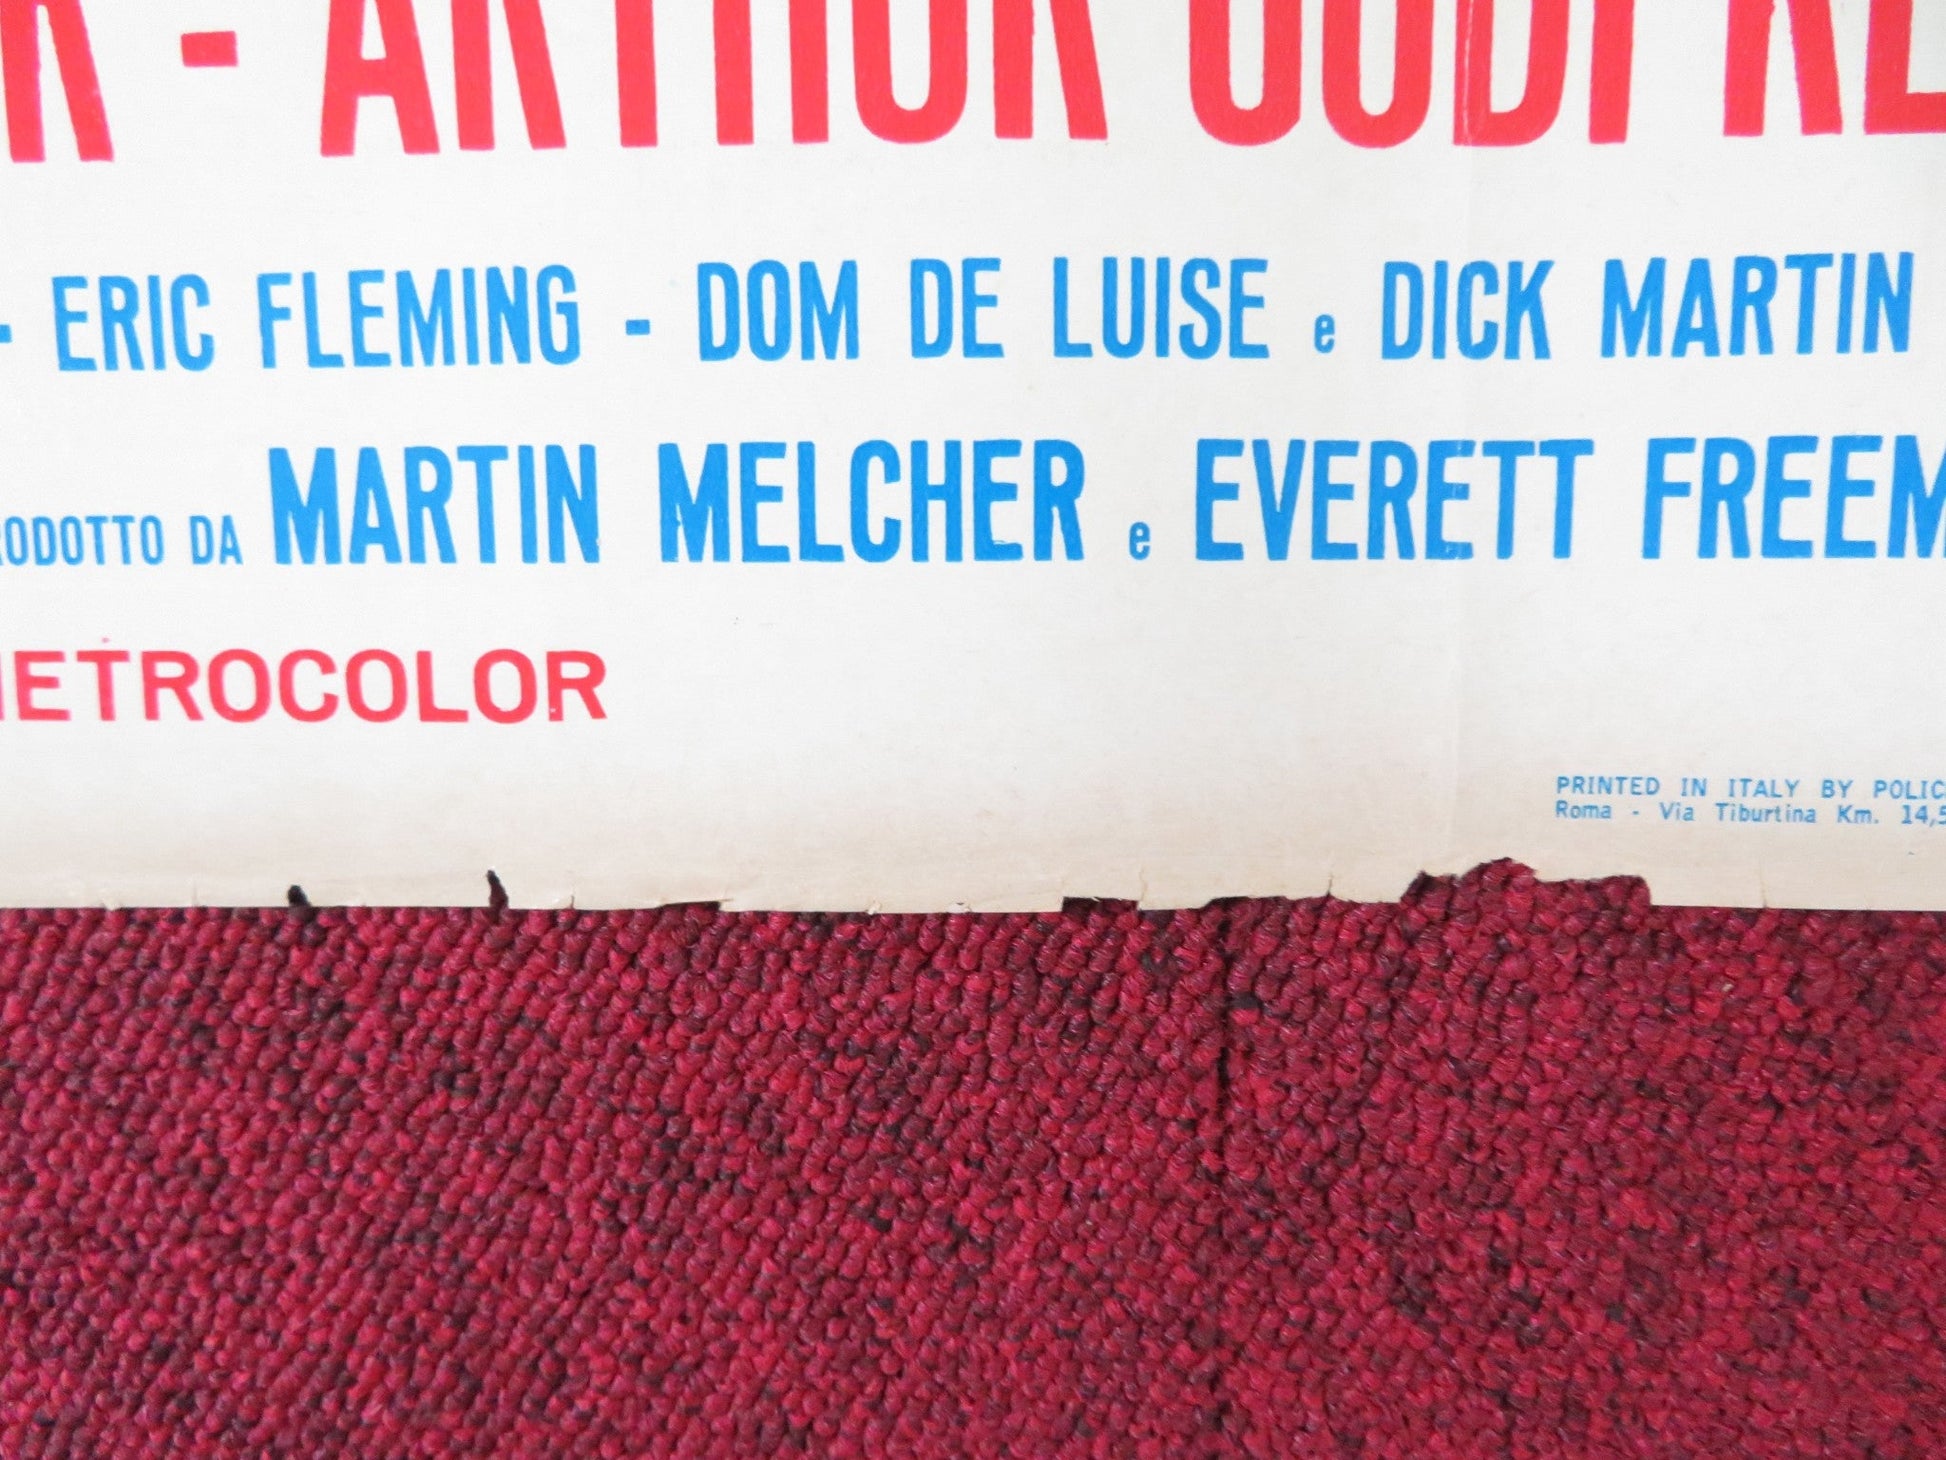 - ARTHUR GODFRE
- ERIC FLEMING - DOM DE LUISE e DICK MARTIN
RODOTTO DA MARTIN MELCHER e EVERETT FREEM
METROCOLOR
PRINTED IN ITALY BY POLIC
Roma - Via Tiburtina Km. 14,5